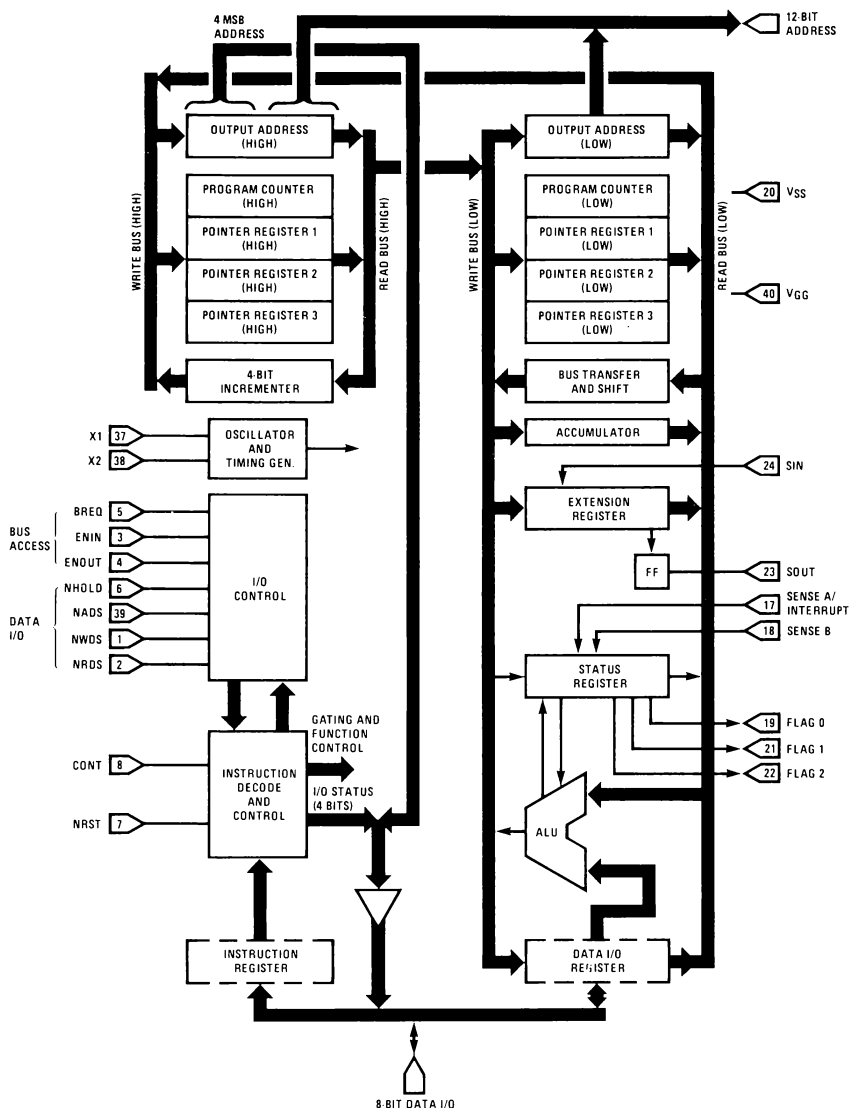 4 MSB
ADDRESS
12-BIT
ADDRESS
OUTPUT ADDRESS
(HIGH)
OUTPUT ADDRESS
(LOW)
WRITE BUS (HIGH)
PROGRAM COUNTER
(HIGH)
POINTER REGISTER 1
(HIGH)
POINTER REGISTER 2
(HIGH)
POINTER REGISTER 3
(HIGH)
READ BUS (HIGH)
WRITE BUS (LOW)
PROGRAM COUNTER
(LOW)
POINTER REGISTER 1
(LOW)
POINTER REGISTER 2
(LOW)
POINTER REGISTER 3
(LOW)
READ BUS (LOW)
20 VSS
40 VGG
4-BIT
INCREMENTER
BUS TRANSFER
AND SHIFT
X1 37
X2 38
OSCILLATOR
AND
TIMING GEN.
ACCUMULATOR
24 SIN
EXTENSION
REGISTER
BUS
ACCESS
BREQ 5
ENIN 3
ENOUT 4
DATA
I/O
NHOLD 6
NADS 39
NWDS 1
NRDS 2
I/O
CONTROL
FF
23 SOUT
17 SENSE A/
INTERRUPT
18 SENSE B
STATUS
REGISTER
19 FLAG 0
21 FLAG 1
22 FLAG 2
GATING AND
FUNCTION
CONTROL
CONT 8
NRST 7
INSTRUCTION
DECODE
AND
CONTROL
I/O STATUS
(4 BITS)
ALU
INSTRUCTION
REGISTER
DATA I/O
REGISTER
8-BIT DATA I/O